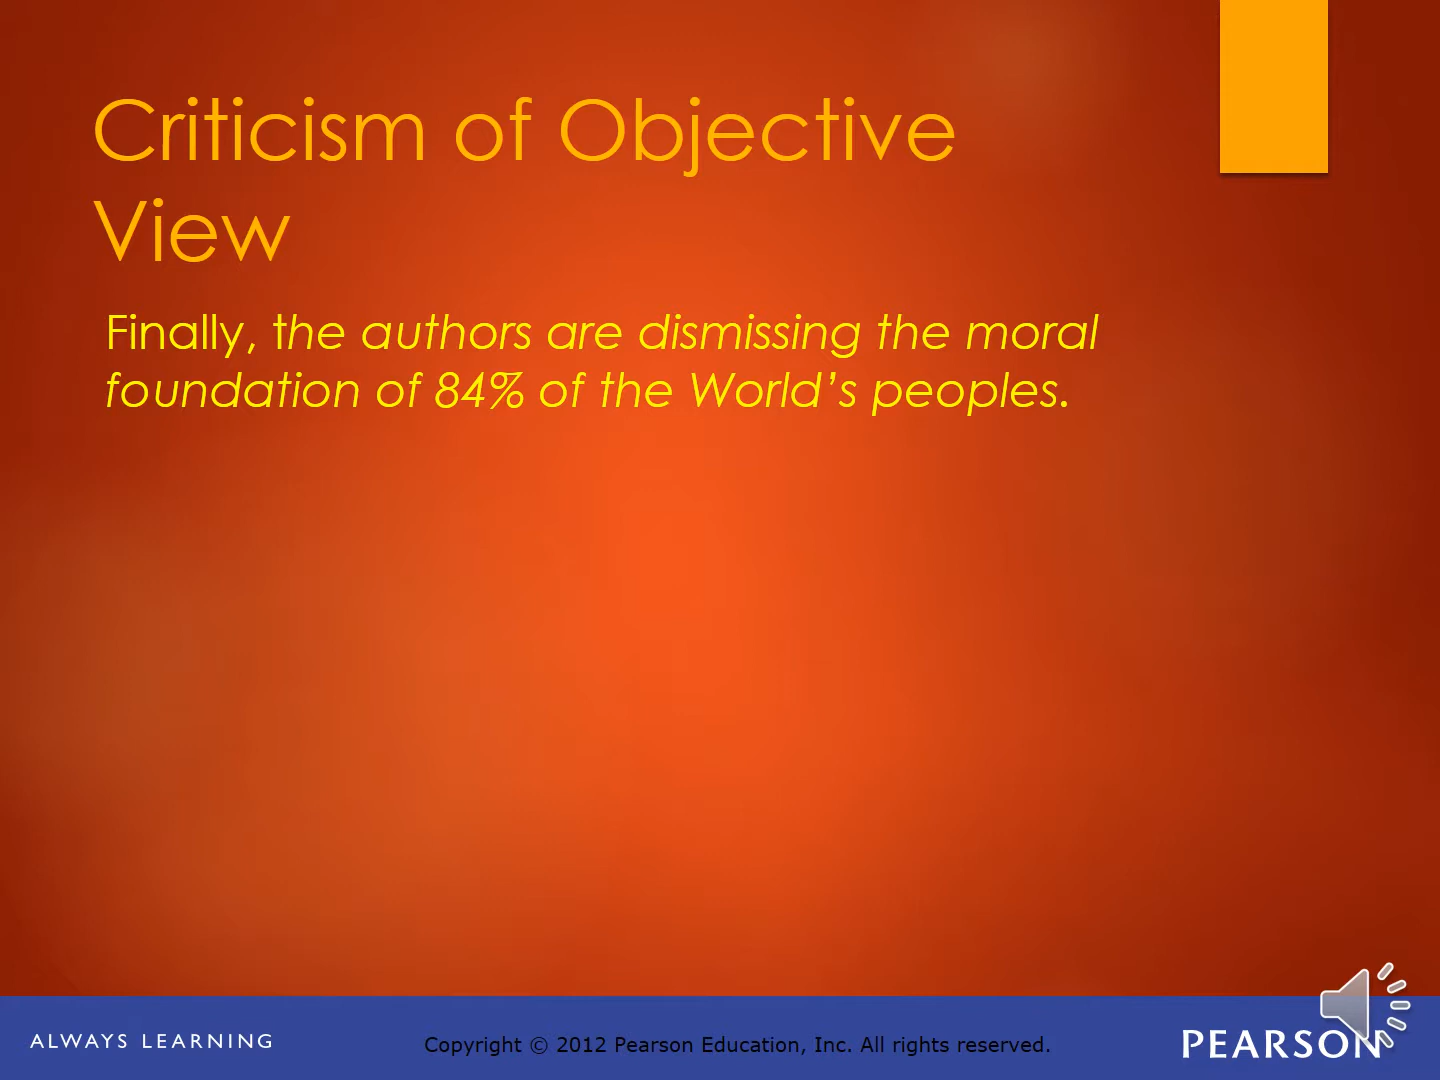 Criticism of Objective
View
Finally, the authors are dismissing the moral
foundation of 84% of the World’s peoples.
ALWAYS LEARNING
Copyright © 2012 Pearson Education, Inc. All rights reserved.
PEARSON